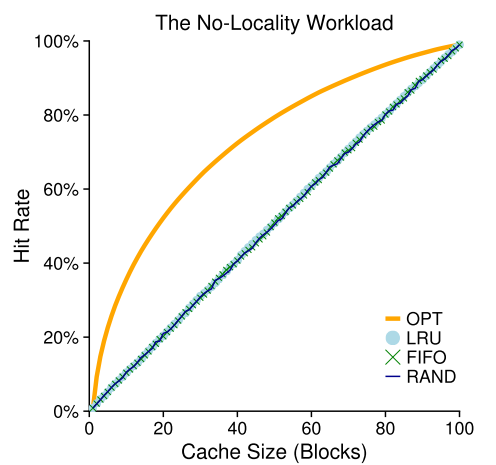 The No-Locality Workload
100%
80%
60%
40%
20%
0%
Hit Rate
0
20
40
60
80
100
Cache Size (Blocks)
OPT
LRU
FIFO
RAND